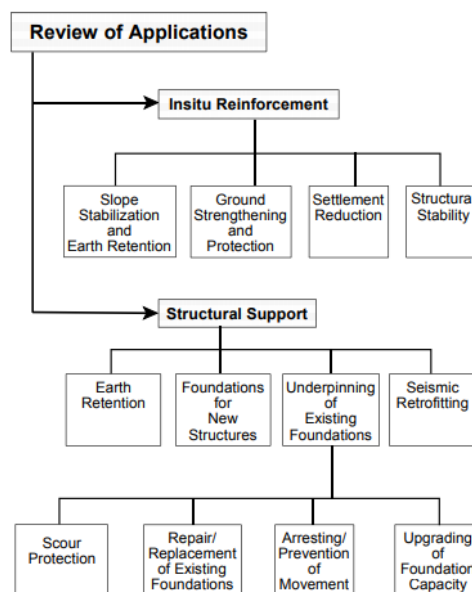 Review of Applications
Insitu Reinforcement
Slope
Stabilization
and
Earth Retention
Ground
Strengthening
and
Protection
Settlement
Reduction
Structural
Stability
Structural Support
Earth
Retention
Foundations
for
New
Structures
Underpinning
of
Existing
Foundations
Seismic
Retrofitting
Scour
Protection
Repair/
Replacement
of Existing
Foundations
Arresting/
Prevention
of
Movement
Upgrading
of
Foundation
Capacity